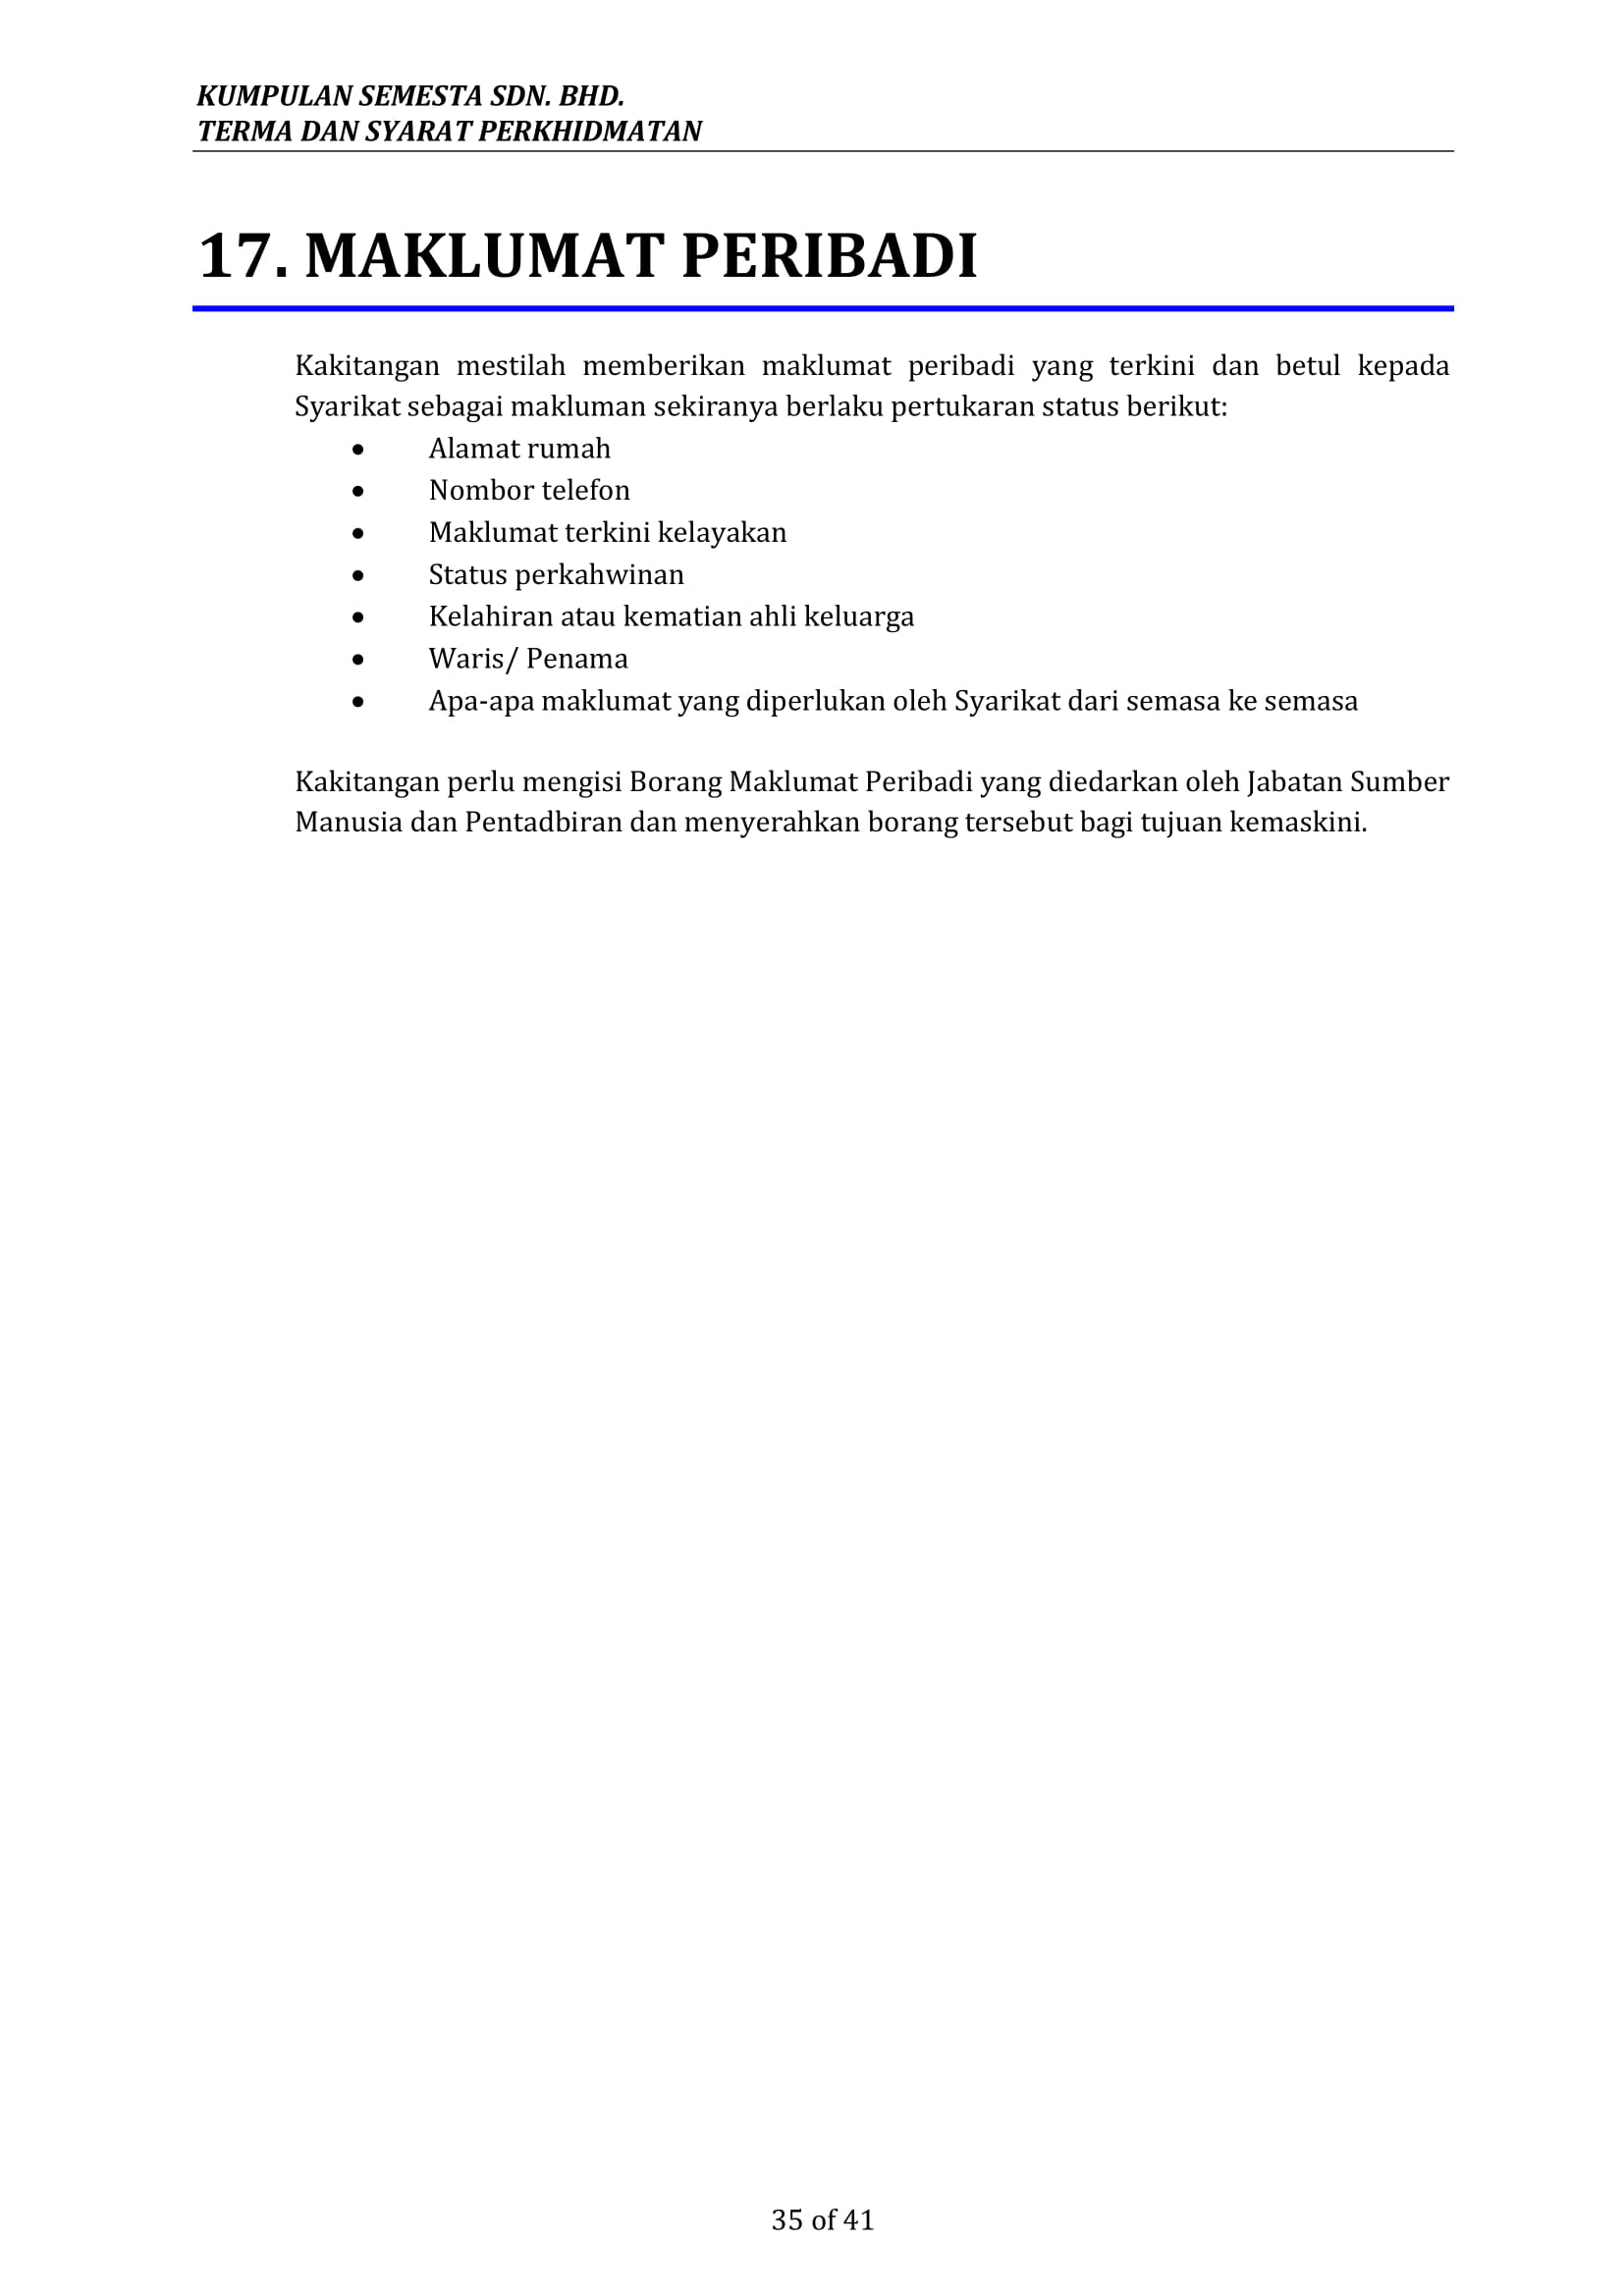 KUMPULAN SEMESTA SDN. BHD.
TERMA DAN SYARAT PERKHIDMATAN
17. MAKLUMAT PERIBADI
Kakitangan mestilah memberikan maklumat peribadi yang terkini dan betul kepada
Syarikat sebagai makluman sekiranya berlaku pertukaran status berikut:
• Alamat rumah
• Nombor telefon
• Maklumat terkini kelayakan
• Status perkahwinan
• Kelahiran atau kematian ahli keluarga
• Waris/ Penama
• Apa-apa maklumat yang diperlukan oleh Syarikat dari semasa ke semasa
Kakitangan perlu mengisi Borang Maklumat Peribadi yang diedarkan oleh Jabatan Sumber
Manusia dan Pentadbiran dan menyerahkan borang tersebut bagi tujuan kemaskini.
35 of 41